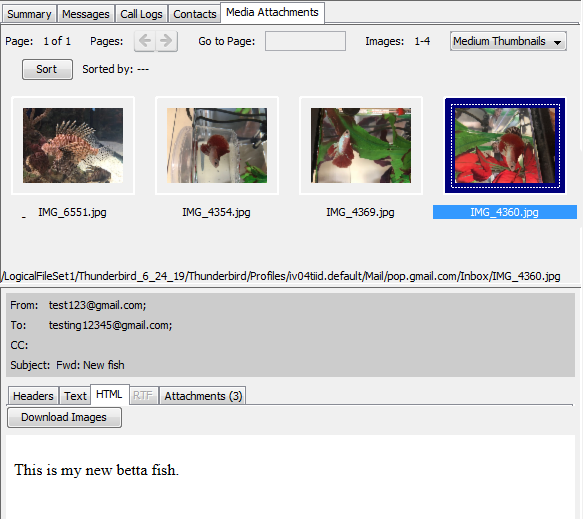 Summary Messages Call Logs Contacts Media Attachments
Page: 1 of 1 Pages: Go to Page: Images: 1-4 Medium Thumbnails
Sort Sorted by: ---
_ IMG_6551.jpg IMG_4354.jpg IMG_4369.jpg IMG_4360.jpg
/LogicalFileSet1/Thunderbird_6_24_19/Thunderbird/Profiles/iv04tiid.default/Mail/pop.gmail.com/Inbox/IMG_4360.jpg
From: test123@gmail.com;
To: testing12345@gmail.com;
CC:
Subject: Fwd: New fish
Headers Text HTML RTF Attachments (3)
Download Images
This is my new betta fish.